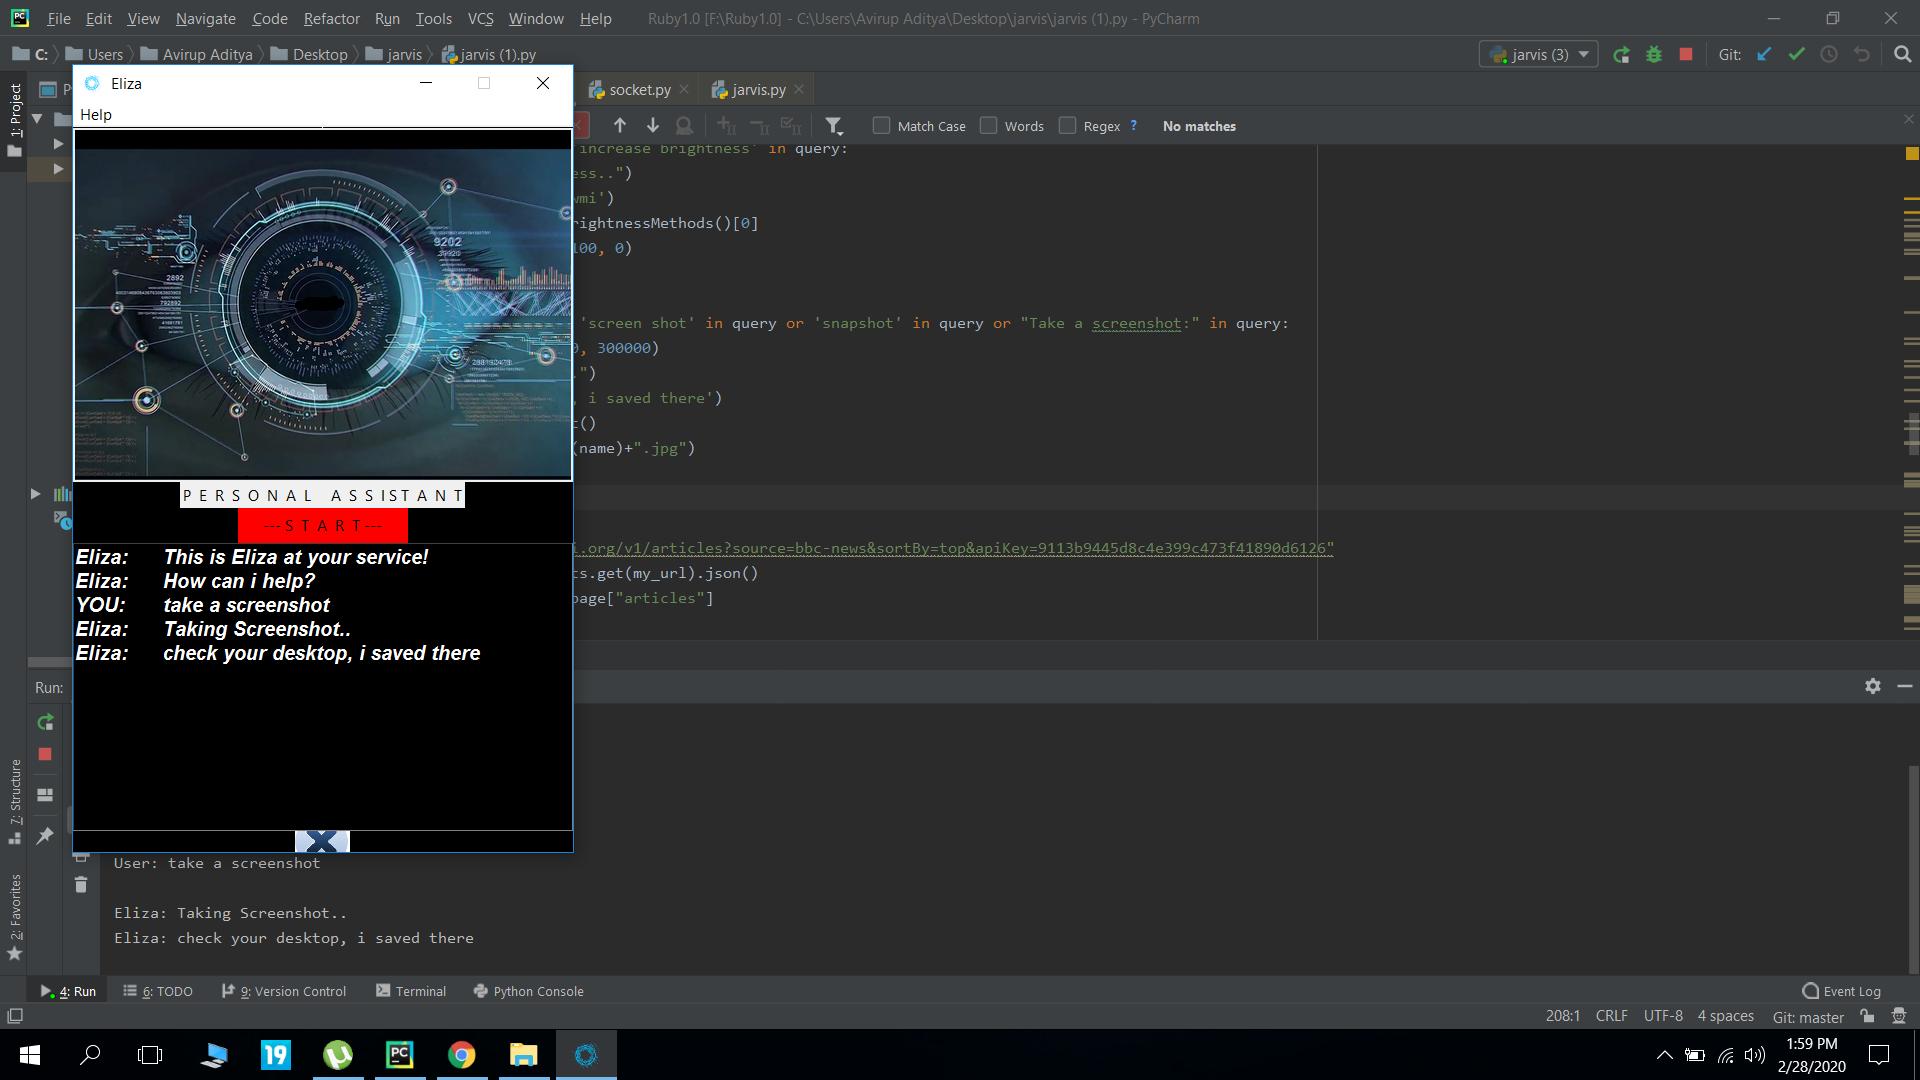 File Edit View Navigate Code Refactor Run Tools VCS Window Help Ruby1.0 [F:\Ruby1.0] - C:\Users\Avirup Aditya\Desktop\jarvis\jarvis (1).py - PyCharm
C: Users Avirup Aditya Desktop jarvis jarvis (1).py jarvis (3) Git:
Eliza
Help
1: Project
socket.py jarvis.py
Match Case Words Regex ? No matches
increase brightness' in query:
ess..")
wmi')
rightnessMethods()[0]
100, 0)
'screen shot' in query or 'snapshot' in query or "Take a screenshot:" in query:
0, 300000)
.")
, i saved there')
t()
(name)+".jpg")
i.org/v1/articles?source=bbc-news&sortBy=top&apiKey=9113b9445d8c4e399c473f41890d6126"
ts.get(my_url).json()
page["articles"]
9202
2892
792892
PERSONAL ASSISTANT
---START---
Eliza: This is Eliza at your service!
Eliza: How can i help?
YOU: take a screenshot
Eliza: Taking Screenshot..
Eliza: check your desktop, i saved there
Run:
7: Structure
2: Favorites
User: take a screenshot
Eliza: Taking Screenshot..
Eliza: check your desktop, i saved there
4: Run 6: TODO 9: Version Control Terminal Python Console Event Log
208:1 CRLF UTF-8 4 spaces Git: master
19 PC
1:59 PM
2/28/2020